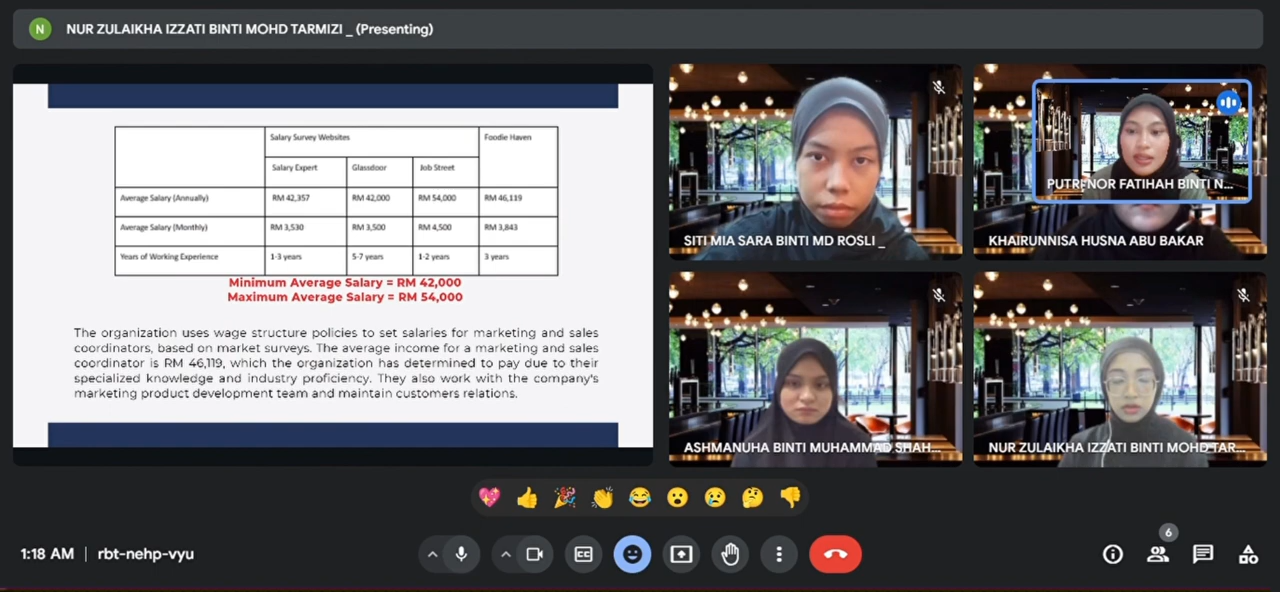 N NUR ZULAIKHA IZZATI BINTI MOHD TARMIZI _ (Presenting)
Salary Survey Websites Foodie Haven
Salary Expert Glassdoor Job Street
Average Salary (Annually) RM 42,357 RM 42,000 RM 54,000 RM 46,119
Average Salary (Monthly) RM 3,530 RM 3,500 RM 4,500 RM 3,843
Years of Working Experience 1-3 years 5-7 years 1-2 years 3 years
Minimum Average Salary = RM 42,000
Maximum Average Salary = RM 54,000
The organization uses wage structure policies to set salaries for marketing and sales
coordinators, based on market surveys. The average income for a marketing and sales
coordinator is RM 46,119, which the organization has determined to pay due to their
specialized knowledge and industry proficiency. They also work with the company's
marketing product development team and maintain customers relations.
SITI MIA SARA BINTI MD ROSLI _
PUTRI NOR FATIHAH BINTI N...
KHAIRUNNISA HUSNA ABU BAKAR
ASHMANUHA BINTI MUHAMMAD SHAH...
NUR ZULAIKHA IZZATI BINTI MOHD TAR...
1:18 AM | rbt-nehp-vyu
CC
6